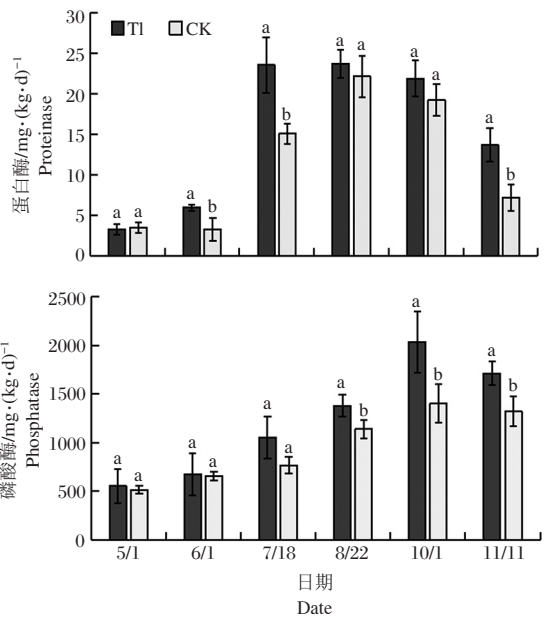 30
Tl CK
25
20
15
10
5
0
蛋白酶/mg·(kg·d)⁻¹
Proteinase
a a a b a b a a a a a b
2500
2000
1500
1000
500
0
磷酸酶/mg·(kg·d)⁻¹
Phosphatase
a a a a a a a b a b a b
5/1 6/1 7/18 8/22 10/1 11/11
日期
Date